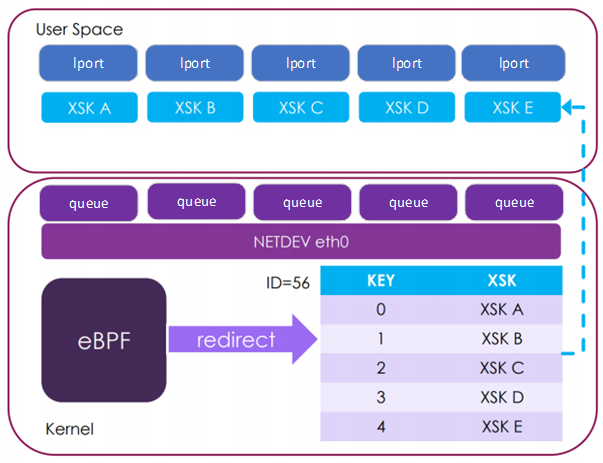 User Space
lport lport lport lport lport
XSK A XSK B XSK C XSK D XSK E
queue queue queue queue queue
NETDEV eth0
ID=56
KEY XSK
0 XSK A
1 XSK B
2 XSK C
3 XSK D
4 XSK E
eBPF
redirect
Kernel